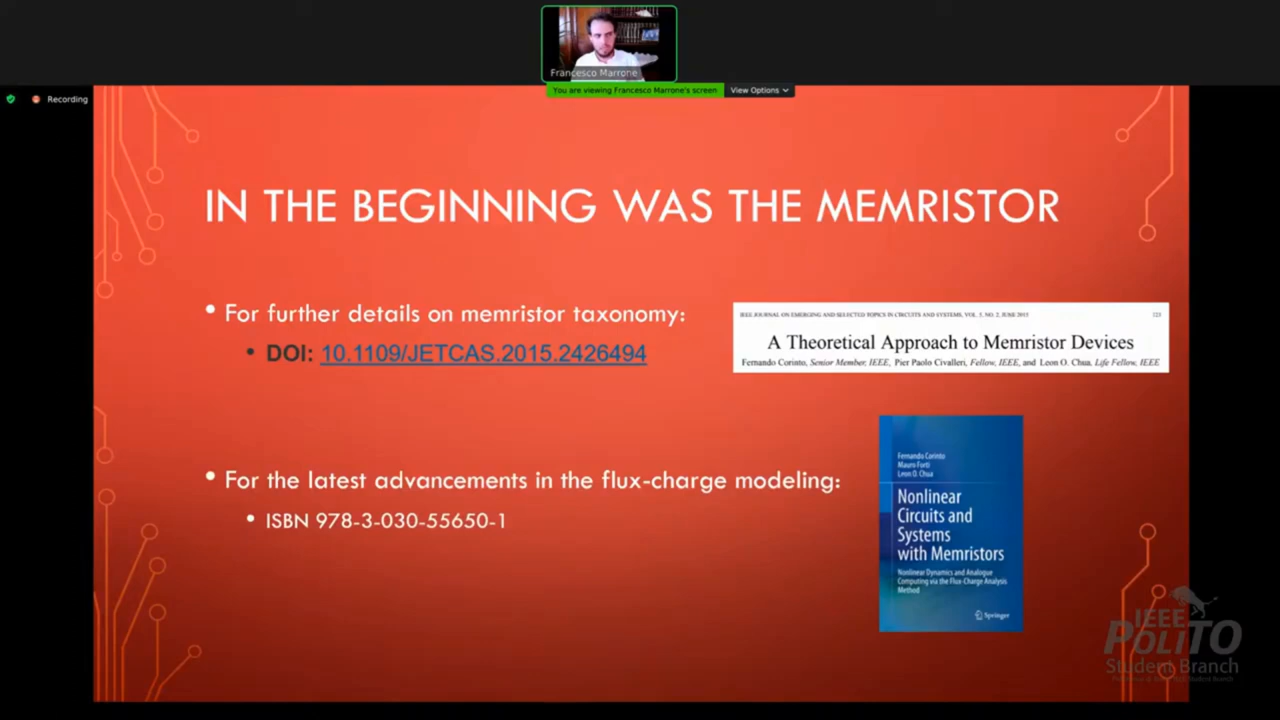 Francesco Marrone
You are viewing Francesco Marrone's screen
View Options
Recording
IN THE BEGINNING WAS THE MEMRISTOR
• For further details on memristor taxonomy:
• DOI: 10.1109/JETCAS.2015.2426494
IEEE JOURNAL ON EMERGING AND SELECTED TOPICS IN CIRCUITS AND SYSTEMS, VOL. 5, NO. 2, JUNE 2015 123
A Theoretical Approach to Memristor Devices
Fernando Corinto, Senior Member, IEEE, Pier Paolo Civalleri, Fellow, IEEE, and Leon O. Chua, Life Fellow, IEEE
• For the latest advancements in the flux-charge modeling:
• ISBN 978-3-030-55650-1
Fernando Corinto
Mauro Forti
Leon O. Chua
Nonlinear
Circuits and
Systems
with Memristors
Nonlinear Dynamics and Analogue
Computing via the Flux-Charge Analysis
Method
Springer
IEEE
POLITO
Student Branch